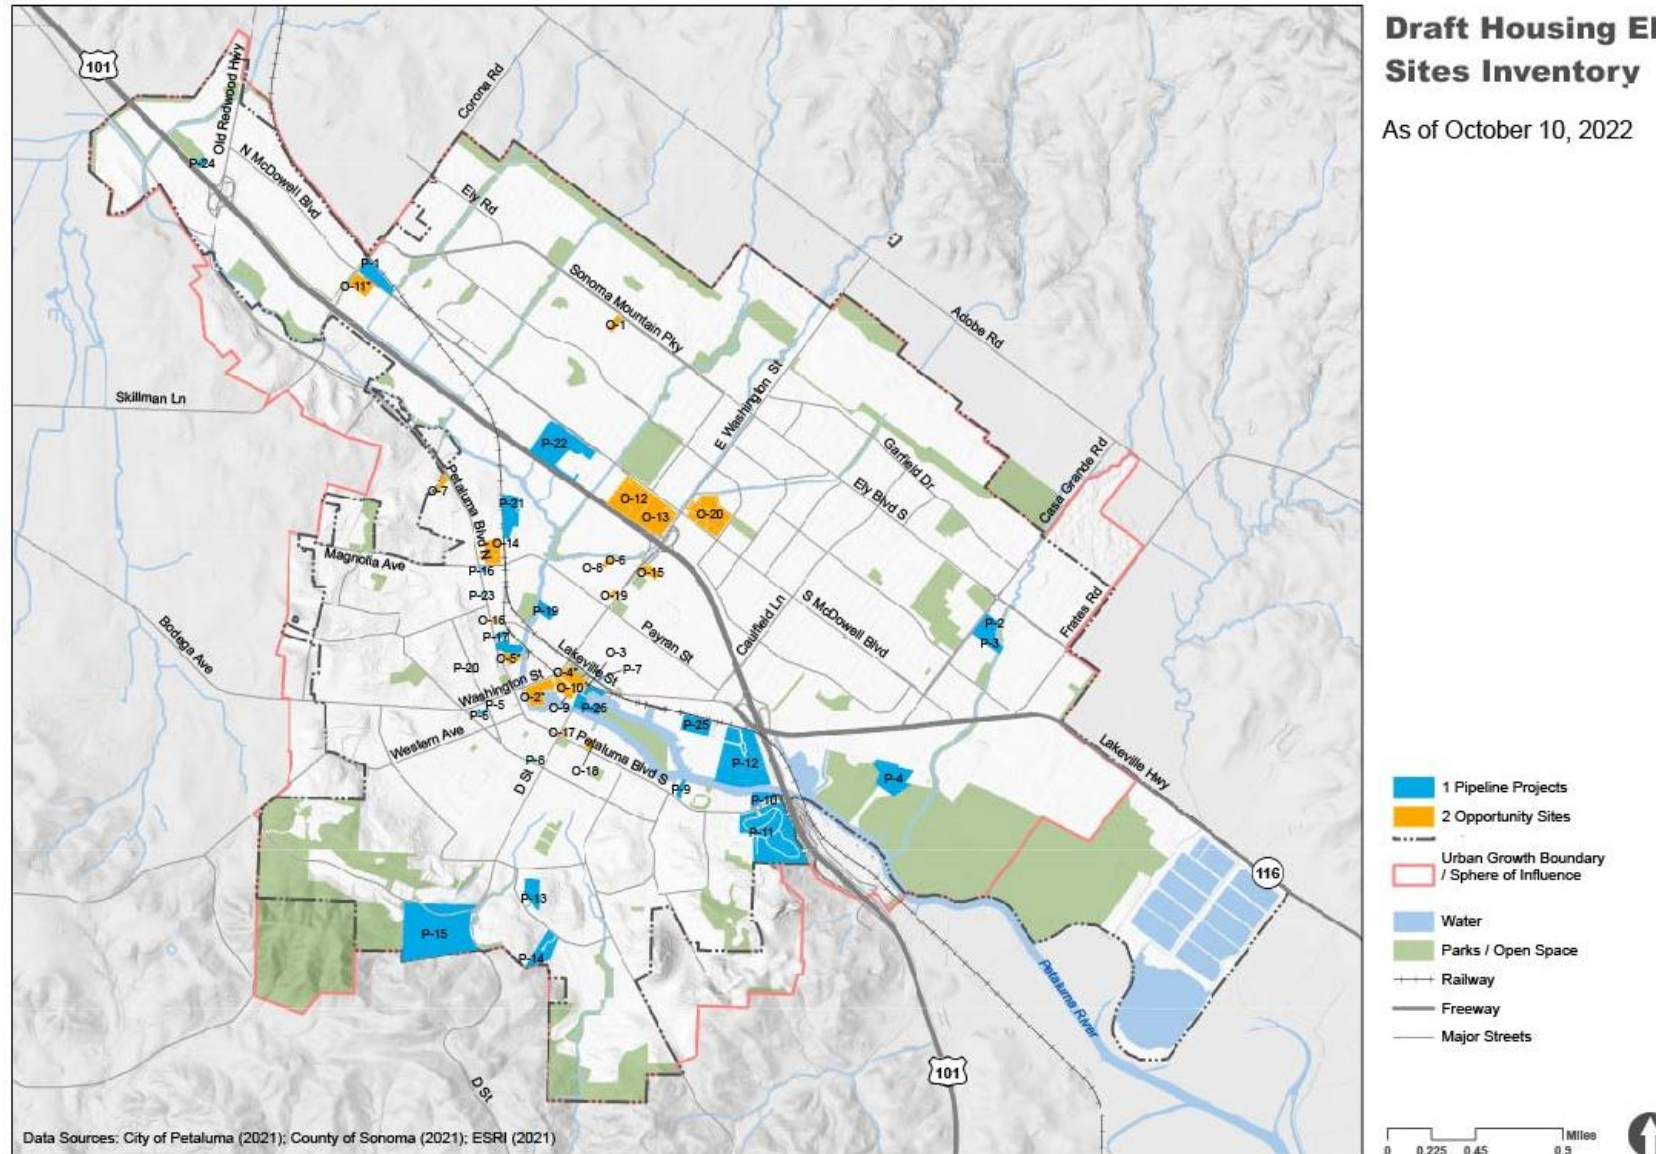 Draft Housing El
Sites Inventory
As of October 10, 2022
101
Old Redwood Hwy
Corona Rd
P-24
N McDowell Blvd
Ely Rd
P-1
O-11*
Sonoma Mountain Pky
O-1
Adobe Rd
Skillman Ln
E Washington St
P-22
Garfield Dr
Casa Grande Rd
O-7
Petaluma Blvd N
P-21
O-12
O-13
O-20
Ely Blvd S
O-14
Magnolia Ave
P-16
O-8
O-6
O-15
P-23
O-19
P-19
Caulfield Ln
S McDowell Blvd
Frates Rd
O-16
P-17
Payran St
P-2
P-3
Bodega Ave
O-5*
Lakeville St
O-3
P-20
P-7
O-4*
Washington St
O-10
O-2*
P-5
P-5
O-9
P-26
P-25
Western Ave
O-17
Petaluma Blvd S
Lakeville Hwy
P-8
O-18
D St
P-12
P-4
P-9
P-10
P-11
116
P-13
P-15
P-14
Petaluma River
101
D St
1 Pipeline Projects
2 Opportunity Sites
Urban Growth Boundary
/ Sphere of Influence
Water
Parks / Open Space
Railway
Freeway
Major Streets
Data Sources: City of Petaluma (2021); County of Sonoma (2021); ESRI (2021)
Miles
0 0.225 0.45 0.9